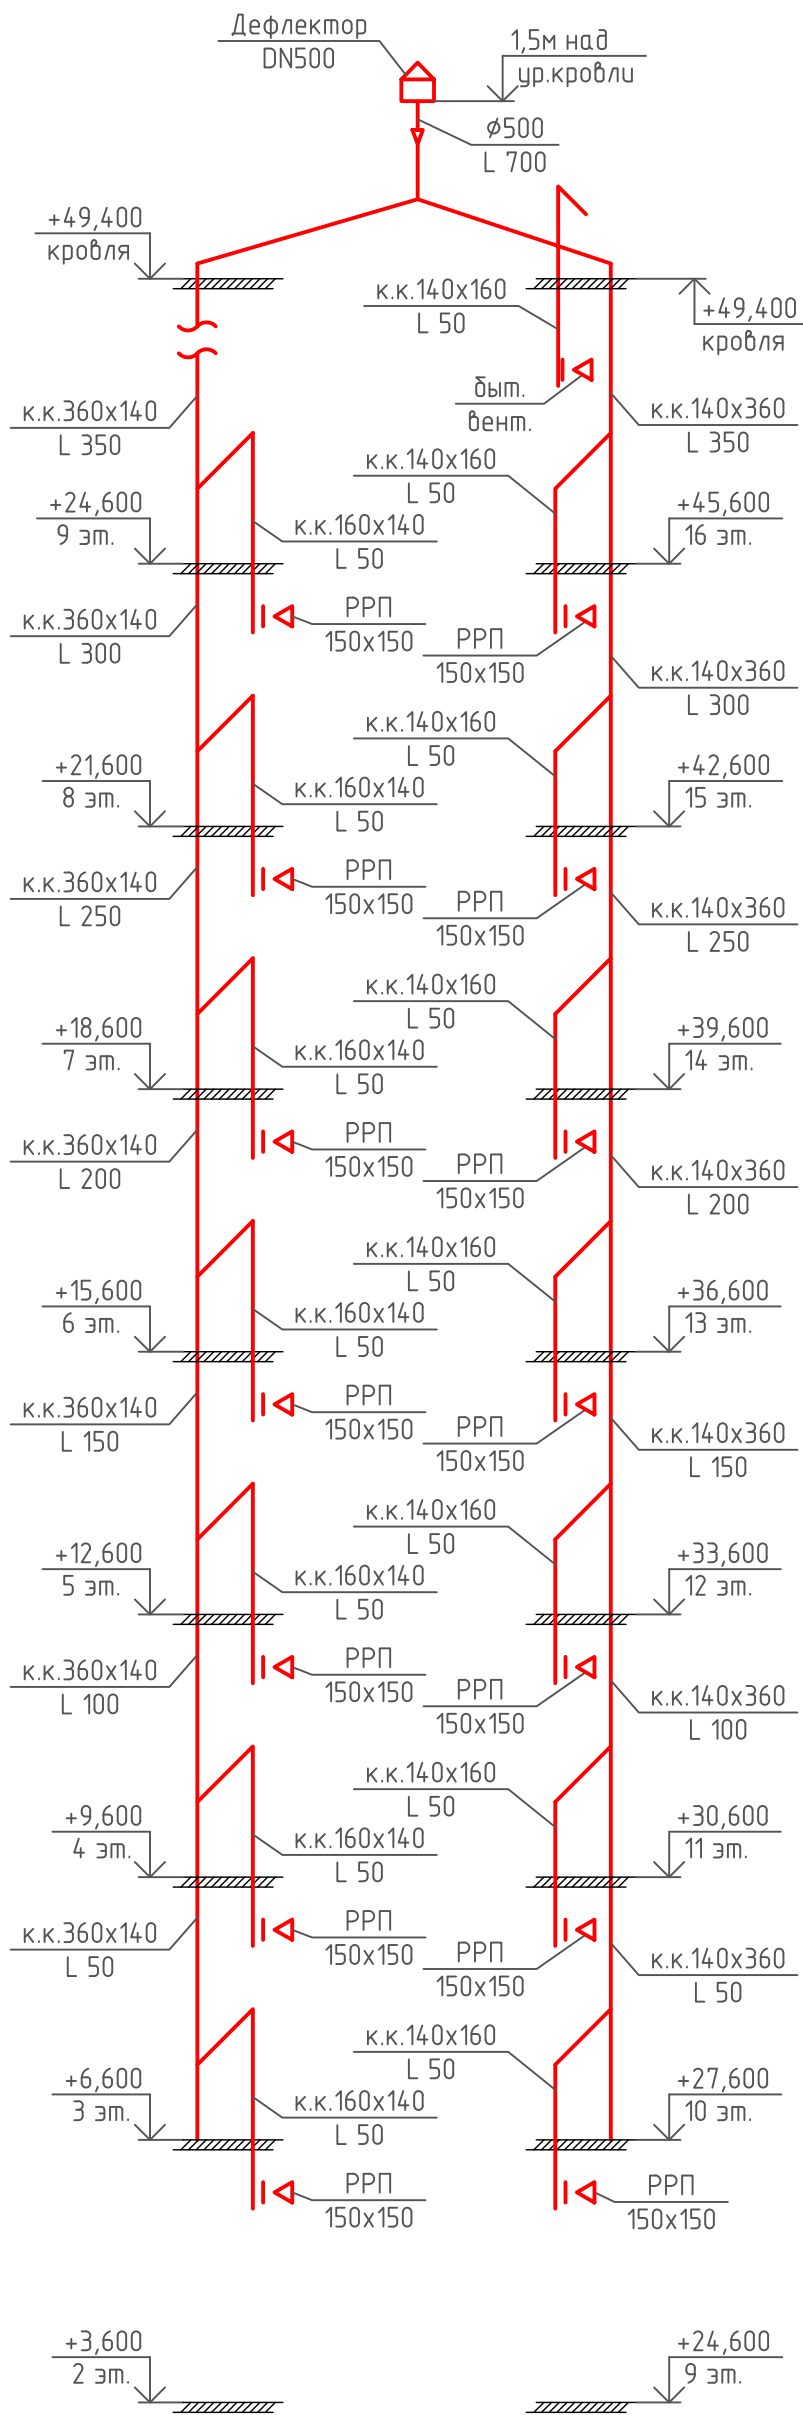 Дефлектор
DN500
1,5м над
ур.кровли
ø500
L 700
+49,400
кровля
к.к.140х160
L 50
+49,400
кровля
быт.
вент.
к.к.360х140
L 350
к.к.140х360
L 350
к.к.140х160
L 50
+24,600
9 эт.
к.к.160х140
L 50
+45,600
16 эт.
к.к.360х140
L 300
РРП
150х150
РРП
150х150
к.к.140х360
L 300
к.к.140х160
L 50
+21,600
8 эт.
к.к.160х140
L 50
+42,600
15 эт.
к.к.360х140
L 250
РРП
150х150
РРП
150х150
к.к.140х360
L 250
к.к.140х160
L 50
+18,600
7 эт.
к.к.160х140
L 50
+39,600
14 эт.
к.к.360х140
L 200
РРП
150х150
РРП
150х150
к.к.140х360
L 200
к.к.140х160
L 50
+15,600
6 эт.
к.к.160х140
L 50
+36,600
13 эт.
к.к.360х140
L 150
РРП
150х150
РРП
150х150
к.к.140х360
L 150
к.к.140х160
L 50
+12,600
5 эт.
к.к.160х140
L 50
+33,600
12 эт.
к.к.360х140
L 100
РРП
150х150
РРП
150х150
к.к.140х360
L 100
к.к.140х160
L 50
+9,600
4 эт.
к.к.160х140
L 50
+30,600
11 эт.
к.к.360х140
L 50
РРП
150х150
РРП
150х150
к.к.140х360
L 50
к.к.140х160
L 50
+6,600
3 эт.
к.к.160х140
L 50
+27,600
10 эт.
РРП
150х150
РРП
150х150
+3,600
2 эт.
+24,600
9 эт.